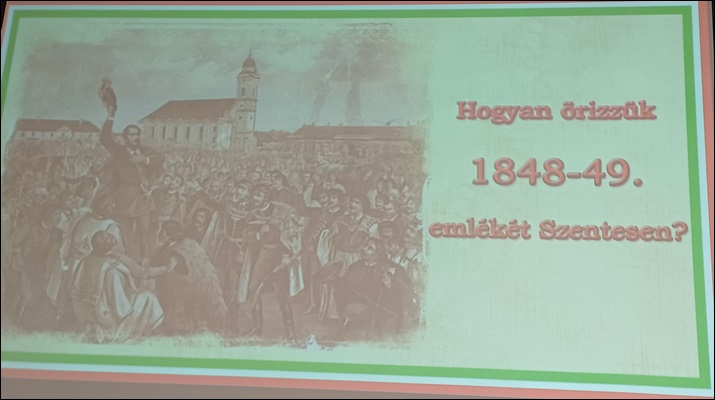 Hogyan őrizzük
1848-49.
emlékét Szentesen?